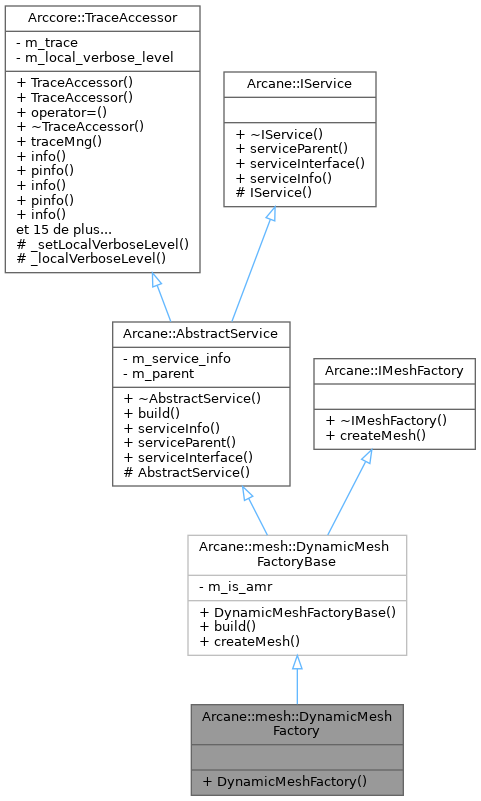 Arccore::TraceAccessor
- m_trace
- m_local_verbose_level
+ TraceAccessor()
+ TraceAccessor()
+ operator=()
+ ~TraceAccessor()
+ traceMng()
+ info()
+ pinfo()
+ info()
+ pinfo()
+ info()
et 15 de plus...
# _setLocalVerboseLevel()
# _localVerboseLevel()
Arcane::IService
+ ~IService()
+ serviceParent()
+ serviceInterface()
+ serviceInfo()
# IService()
Arcane::AbstractService
- m_service_info
- m_parent
+ ~AbstractService()
+ build()
+ serviceInfo()
+ serviceParent()
+ serviceInterface()
# AbstractService()
Arcane::IMeshFactory
+ ~IMeshFactory()
+ createMesh()
Arcane::mesh::DynamicMesh
FactoryBase
- m_is_amr
+ DynamicMeshFactoryBase()
+ build()
+ createMesh()
Arcane::mesh::DynamicMesh
Factory
+ DynamicMeshFactory()